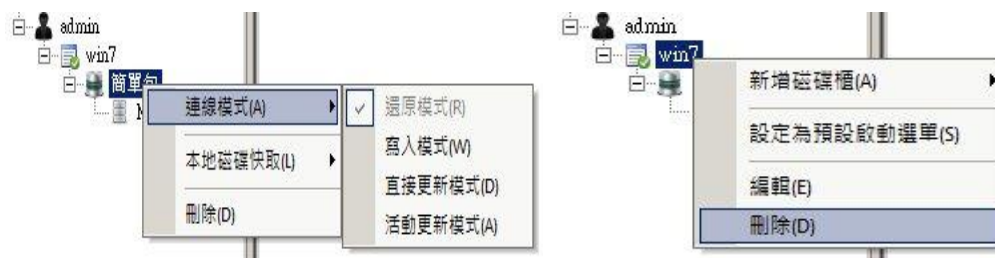 admin
win7
簡單包
連線模式(A)
本地磁碟快取(L)
刪除(D)
還原模式(R)
寫入模式(W)
直接更新模式(D)
活動更新模式(A)
admin
win7
新增磁碟櫃(A)
設定為預設啟動選單(S)
編輯(E)
刪除(D)